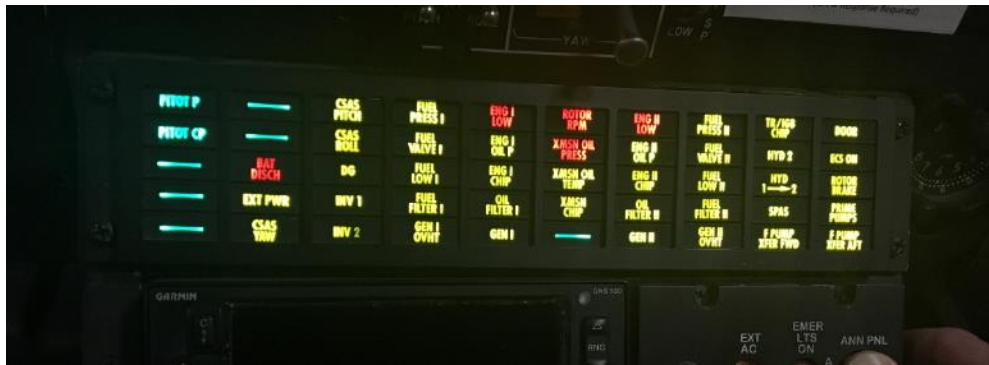 YAW
LOW
PITOT P
CSAS PITCH
FUEL PRESS I
ENG I LOW
ROTOR RPM
ENG II LOW
FUEL PRESS II
TR/IGB CHIP
DOOR
PITOT CP
CSAS ROLL
FUEL VALVE I
ENG I OIL P
XMSN OIL PRESS
ENG II OIL P
FUEL VALVE II
HYD 2
ECS ON
BAT DISCH
DG
FUEL LOW I
ENG I CHIP
XMSN OIL TEMP
ENG II CHIP
FUEL LOW II
HYD 1→2
ROTOR BRAKE
EXT PWR
INV 1
FUEL FILTER I
OIL FILTER I
XMSN CHIP
OIL FILTER II
FUEL FILTER II
SPAS
PRIME PUMPS
CSAS YAW
INV 2
GEN I OVHT
GEN I
GEN II
GEN II OVHT
F PUMP XFER FWD
F PUMP XFER AFT
GARMIN
GNS 530
RNG
EXT AC
EMER LTS ON
ANN PNL
A